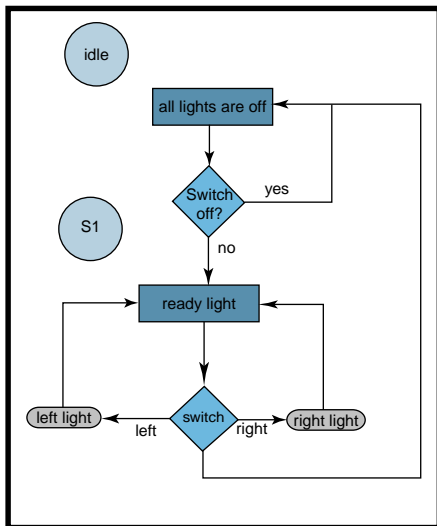 idle
all lights are off
Switch
off?
yes
S1
no
ready light
left light
left
switch
right
right light